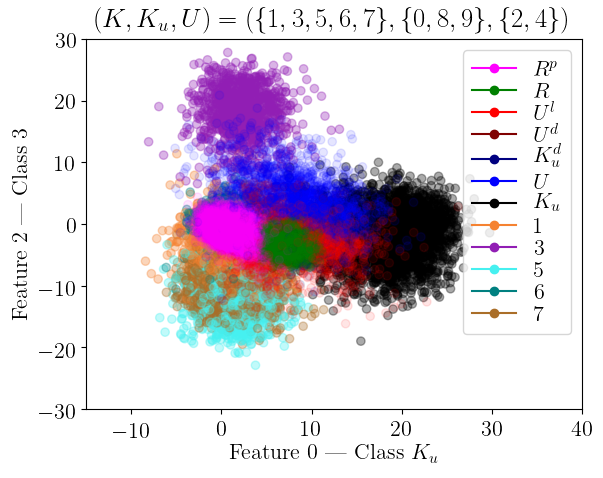 (K, K_u, U) = ({1, 3, 5, 6, 7}, {0, 8, 9}, {2, 4})
30
20
10
0
−10
−20
−30
Feature 2 — Class 3
R^p
R
U^l
U^d
K_u^d
U
K_u
1
3
5
6
7
−10
0
10
20
30
40
Feature 0 — Class K_u